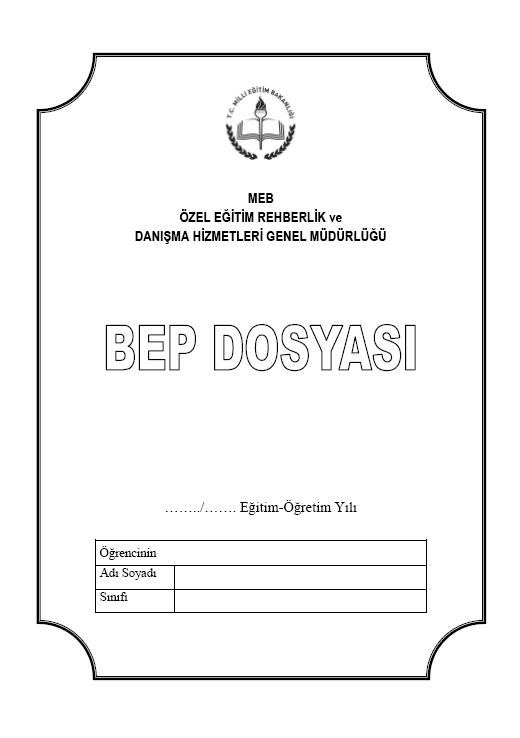 T.C. MİLLİ EĞİTİM BAKANLIĞI
MEB
ÖZEL EĞİTİM REHBERLİK ve
DANIŞMA HİZMETLERİ GENEL MÜDÜRLÜĞÜ
BEP DOSYASI
……../……. Eğitim-Öğretim Yılı
Öğrencinin
Adı Soyadı
Sınıfı